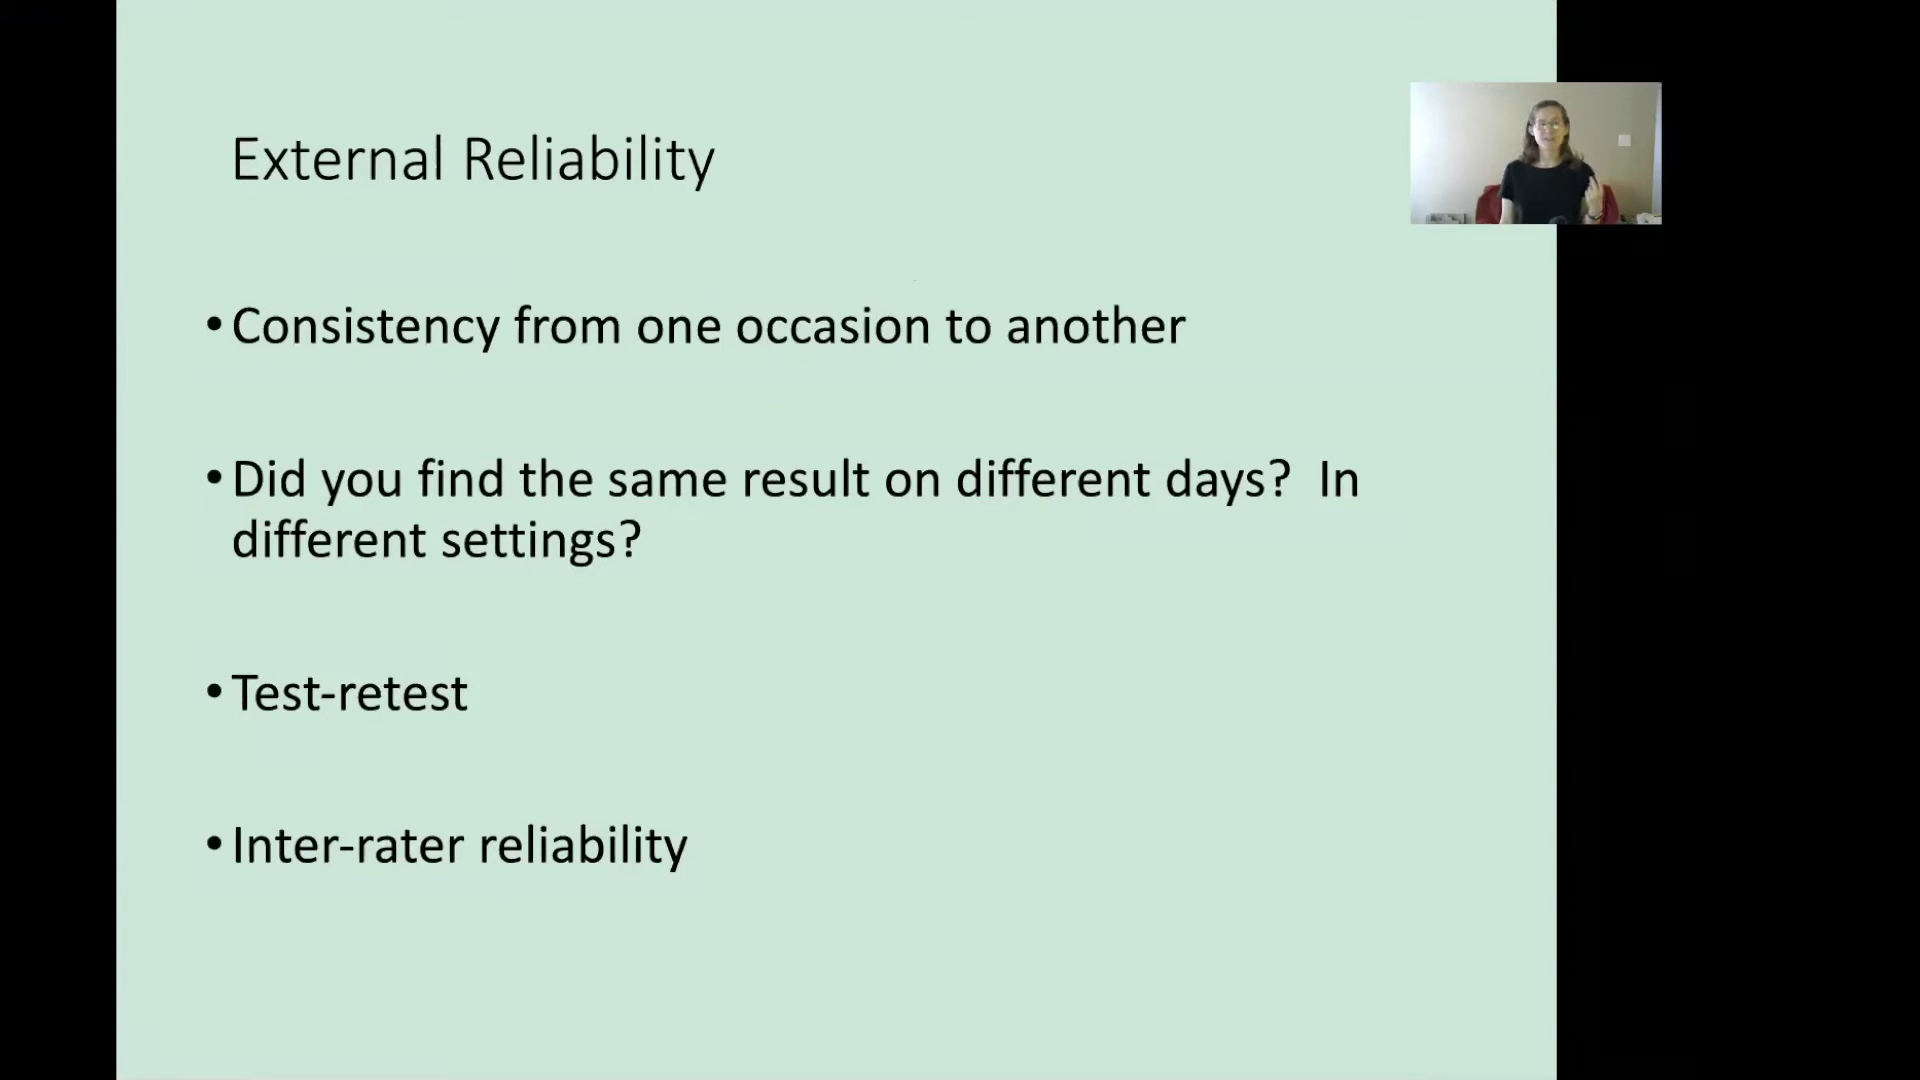 External Reliability
•Consistency from one occasion to another
•Did you find the same result on different days?  In
different settings?
•Test-retest
•Inter-rater reliability